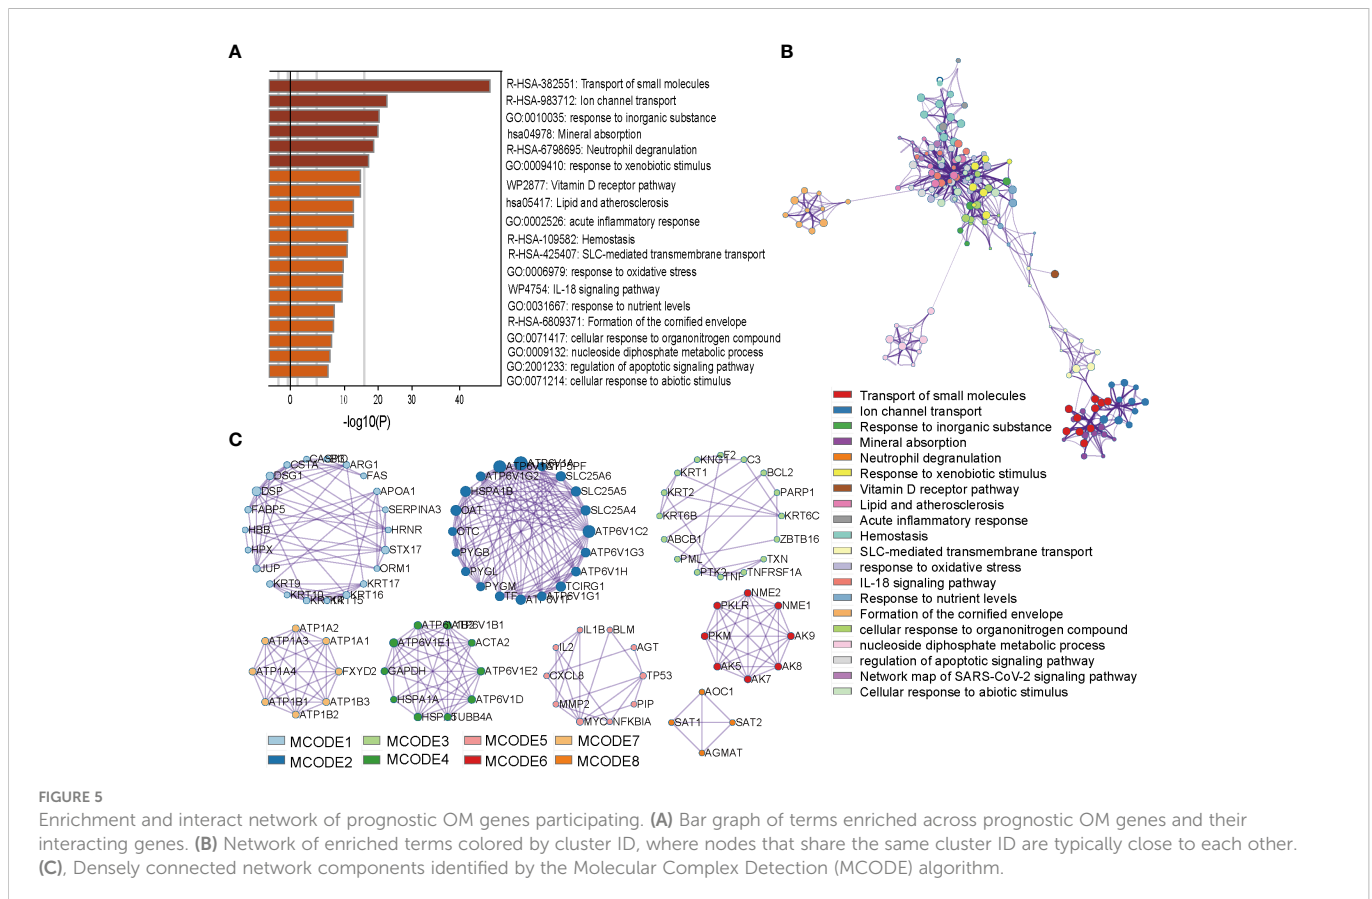 A
R-HSA-382551: Transport of small molecules
R-HSA-983712: Ion channel transport
GO:0010035: response to inorganic substance
hsa04978: Mineral absorption
R-HSA-6798695: Neutrophil degranulation
GO:0009410: response to xenobiotic stimulus
WP2877: Vitamin D receptor pathway
hsa05417: Lipid and atherosclerosis
GO:0002526: acute inflammatory response
R-HSA-109582: Hemostasis
R-HSA-425407: SLC-mediated transmembrane transport
GO:0006979: response to oxidative stress
WP4754: IL-18 signaling pathway
GO:0031667: response to nutrient levels
R-HSA-6809371: Formation of the cornified envelope
GO:0071417: cellular response to organonitrogen compound
GO:0009132: nucleoside diphosphate metabolic process
GO:2001233: regulation of apoptotic signaling pathway
GO:0071214: cellular response to abiotic stimulus
0 10 20 30 40
-log10(P)
B
Transport of small molecules
Ion channel transport
Response to inorganic substance
Mineral absorption
Neutrofil degranulation
Response to xenobiotic stimulus
Vitamin D receptor pathway
Lipid and atherosclerosis
Acute inflammatory response
Hemostasis
SLC-mediated transmembrane transport
response to oxidative stress
IL-18 signaling pathway
Response to nutrient levels
Formation of the cornified envelope
cellular response to organonitrogen compound
nucleoside diphosphate metabolic process
regulation of apoptotic signaling pathway
Network map of SARS-CoV-2 signaling pathway
Cellular response to abiotic stimulus
C
CSTA
ARG1
DSG1
FAS
DSP
APOA1
FABP5
SERPINA3
HBB
HRNR
HPX
STX17
JUP
ORM1
KRT9
KRT17
KRT10
KRT16
KRT15
ATP6V1A
ATP6V1G2
SLC25A6
HSPA1B
SLC25A5
OAT
SLC25A4
OTC
ATP6V1C2
PYGB
ATP6V1G3
PYGL
ATP6V1H
PYGM
TCIRG1
TF
ATP6V1F
ATP6V1G1
F2
KNG1
C3
KRT1
BCL2
KRT2
PARP1
KRT6B
KRT6C
ABCB1
ZBTB16
PML
TXN
PTK2
TNF
TNFRSF1A
ATP1A2
ATP1A3
ATP1A1
ATP1A4
FXYD2
ATP1B1
ATP1B3
ATP1B2
ATP6V1B1
ATP6V1E1
ACTA2
GAPDH
ATP6V1E2
HSPA1A
ATP6V1D
TUBB4A
IL1B
BLM
IL2
AGT
CXCL8
TP53
MMP2
PIP
MYC
NFKBIA
NME2
PKLR
NME1
PKM
AK9
AK5
AK8
AK7
AOC1
SAT1
SAT2
AGMAT
MCODE1
MCODE3
MCODE5
MCODE7
MCODE2
MCODE4
MCODE6
MCODE8
FIGURE 5
Enrichment and interact network of prognostic OM genes participating. (A) Bar graph of terms enriched across prognostic OM genes and their
interacting genes. (B) Network of enriched terms colored by cluster ID, where nodes that share the same cluster ID are typically close to each other.
(C), Densely connected network components identified by the Molecular Complex Detection (MCODE) algorithm.